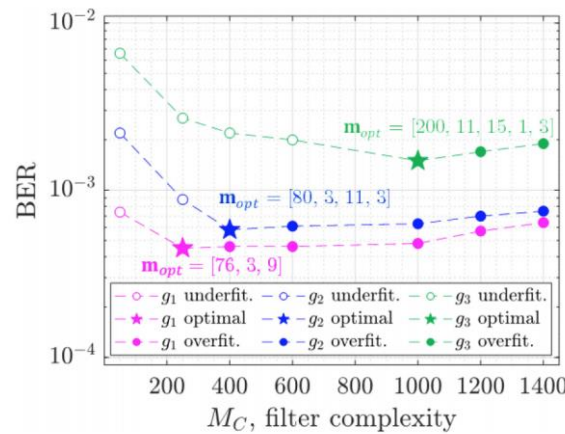 10⁻²
m_opt = [200, 11, 15, 1, 3]
BER
10⁻³
m_opt = [80, 3, 11, 3]
m_opt = [76, 3, 9]
g₁ underfit. g₂ underfit. g₃ underfit.
g₁ optimal g₂ optimal g₃ optimal
g₁ overfit. g₂ overfit. g₃ overfit.
10⁻⁴
200 400 600 800 1000 1200 1400
M_C, filter complexity